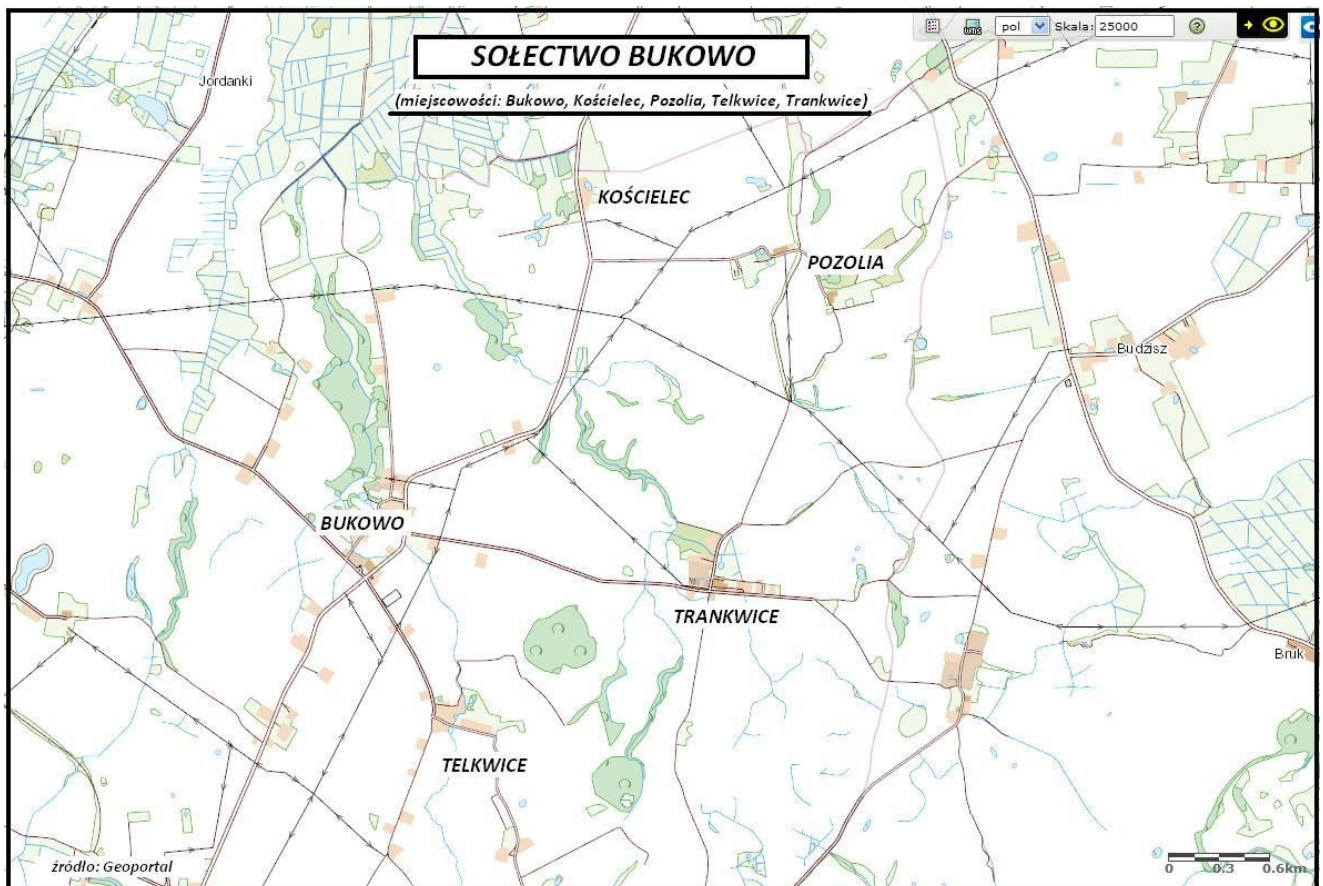 pol Skala: 25000
SOŁECTWO BUKOWO
(miejscowości: Bukowo, Kościelec, Pozolia, Telkwice, Trankwice)
Jordanki
KOŚCIELEC
POZOLIA
Budzisz
BUKOWO
TRANKWICE
Bruk
TELKWICE
źródło: Geoportal
0 0.3 0.6km